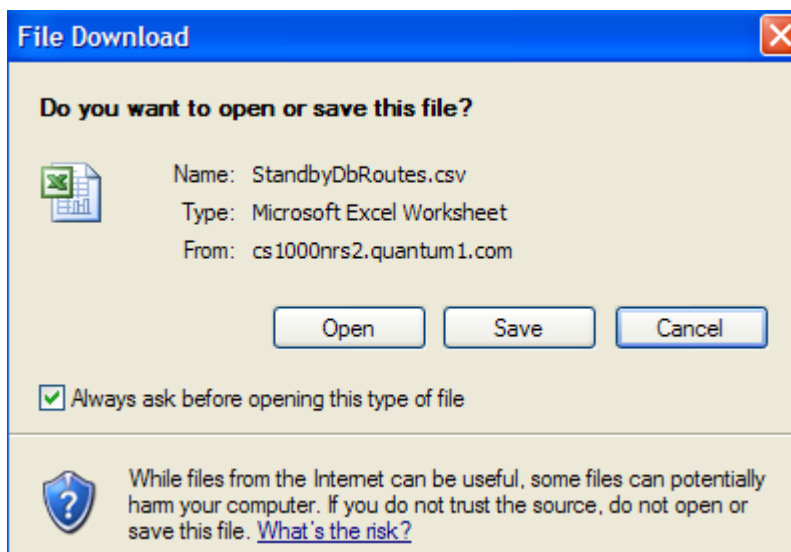 File Download
Do you want to open or save this file?
Name: StandbyDbRoutes.csv
Type: Microsoft Excel Worksheet
From: cs1000nrs2.quantum1.com
Open Save Cancel
Always ask before opening this type of file
While files from the Internet can be useful, some files can potentially
harm your computer. If you do not trust the source, do not open or
save this file. What's the risk?